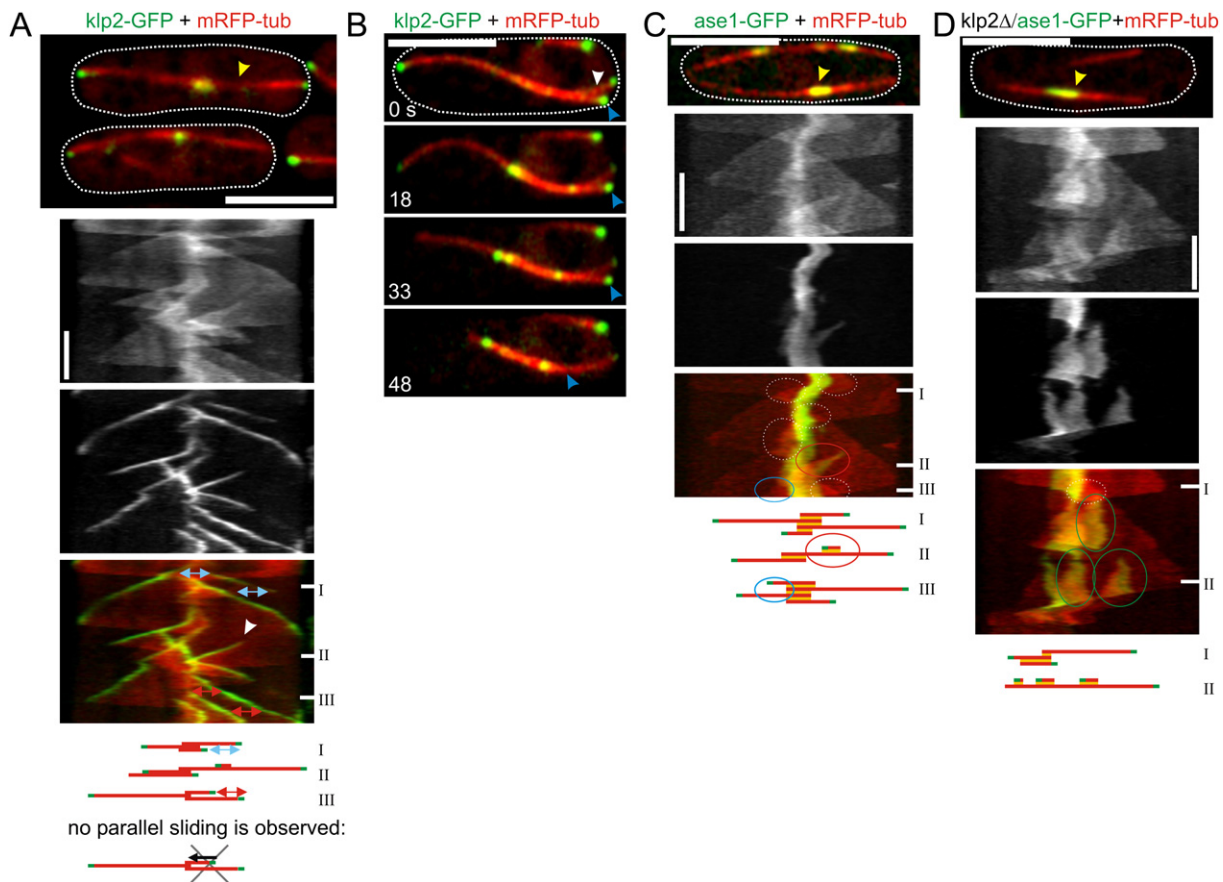 A klp2-GFP + mRFP-tub
B klp2-GFP + mRFP-tub
C ase1-GFP + mRFP-tub
D klp2Δ/ase1-GFP+mRFP-tub
0 s
18
33
48
I
II
III
I
II
III
no parallel sliding is observed:
I
II
III
I
II
III
I
II
I
II